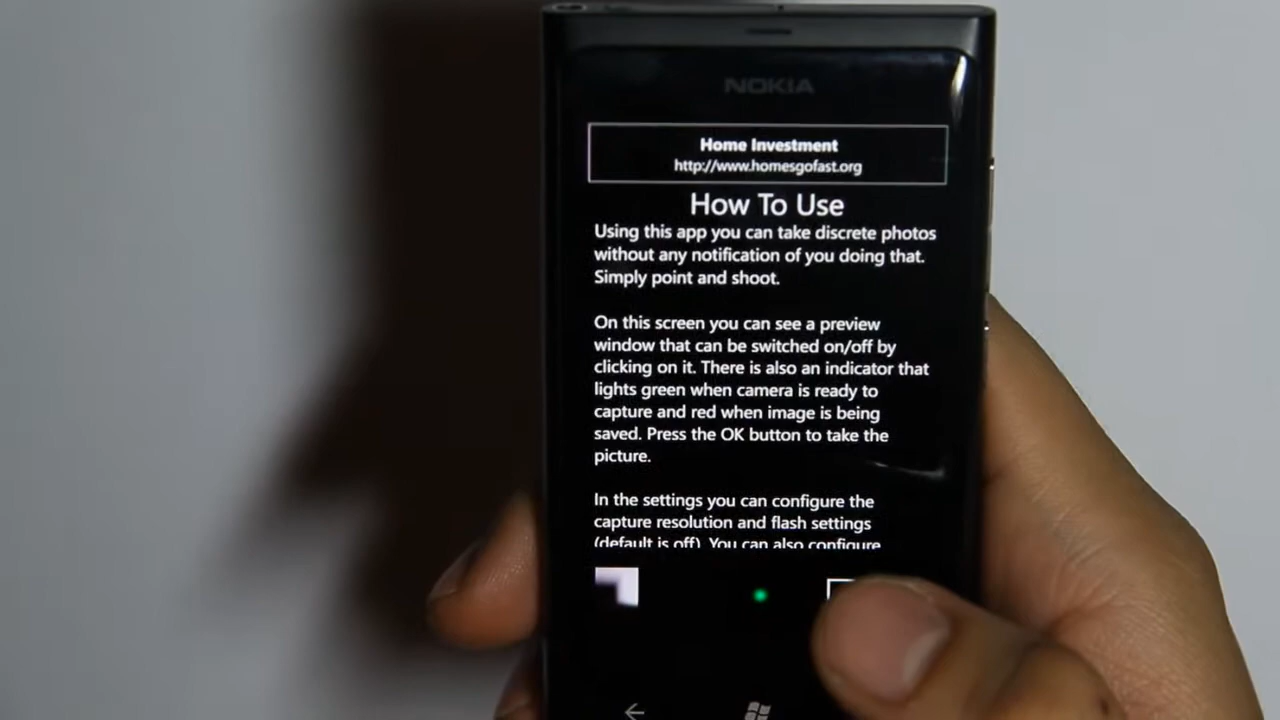 NOKIA
Home Investment
http://www.homesgofast.org
How To Use
Using this app you can take discrete photos
without any notification of you doing that.
Simply point and shoot.
On this screen you can see a preview
window that can be switched on/off by
clicking on it. There is also an indicator that
lights green when camera is ready to
capture and red when image is being
saved. Press the OK button to take the
picture.
In the settings you can configure the
capture resolution and flash settings
(default is off). You can also configure